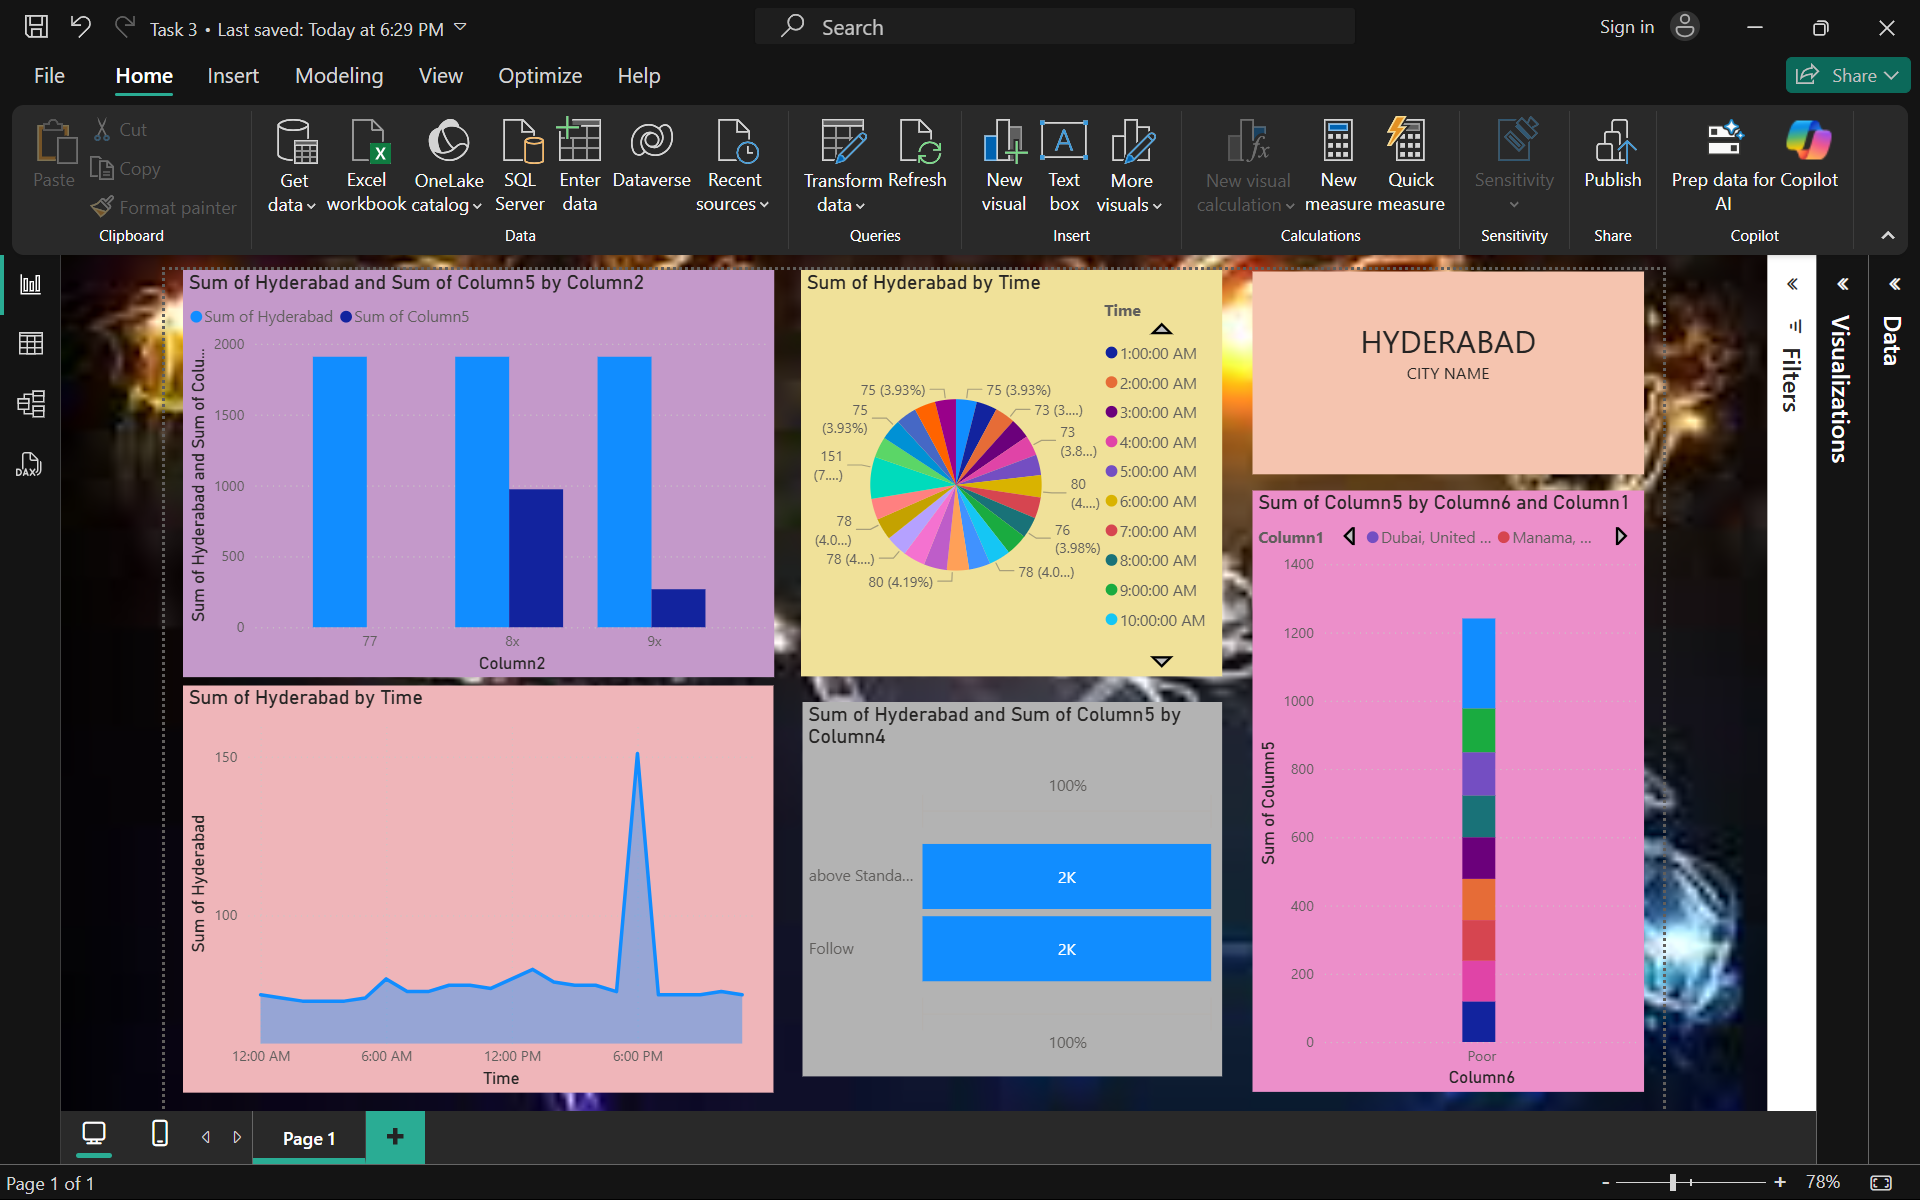 Task 3 • Last saved: Today at 6:29 PM
Search
Sign in
File Home Insert Modeling View Optimize Help
Share
Paste
Cut
Copy
Format painter
Clipboard
Get data
Excel workbook
OneLake catalog
SQL Server
Enter data
Dataverse
Recent sources
Data
Transform data
Refresh
Queries
New visual
Text box
More visuals
Insert
New visual calculation
New measure
Quick measure
Calculations
Sensitivity
Sensitivity
Publish
Share
Prep data for AI
Copilot
Copilot
DAX
Sum of Hyderabad and Sum of Column5 by Column2
Sum of Hyderabad Sum of Column5
Sum of Hyderabad and Sum of Colu...
2000
1500
1000
500
0
77 8x 9x
Column2
Sum of Hyderabad by Time
Time
1:00:00 AM
2:00:00 AM
3:00:00 AM
4:00:00 AM
5:00:00 AM
6:00:00 AM
7:00:00 AM
8:00:00 AM
9:00:00 AM
10:00:00 AM
75 (3.93%)
73 (3....)
73 (3.8...)
80 (4....)
76 (3.98%)
78 (4.0...)
80 (4.19%)
78 (4....)
78 (4.0...)
151 (7....)
75 (3.93%)
75 (3.93%)
HYDERABAD
CITY NAME
Sum of Column5 by Column6 and Column1
Column1 Dubai, United ... Manama, ...
Sum of Column5
1400
1200
1000
800
600
400
200
0
Poor
Column6
Sum of Hyderabad by Time
Sum of Hyderabad
150
100
12:00 AM 6:00 AM 12:00 PM 6:00 PM
Time
Sum of Hyderabad and Sum of Column5 by
Column4
100%
above Standa... 2K
Follow 2K
100%
Filters
Visualizations
Data
Page 1
Page 1 of 1
78%